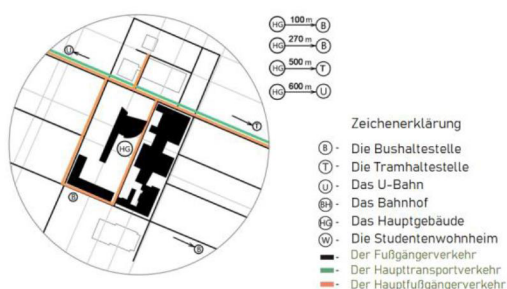 HG 100 m B
HG 270 m B
HG 500 m T
HG 600 m U
U
T
HG
B
B
Zeichenerklärung
B - Die Bushaltestelle
T - Die Tramhaltestelle
U - Das U-Bahn
BH - Das Bahnhof
HG - Das Hauptgebäude
W - Die Studentenwohnheim
- Der Fußgängerverkehr
- Der Haupttransportverkehr
- Der Hauptfußgängerverkehr